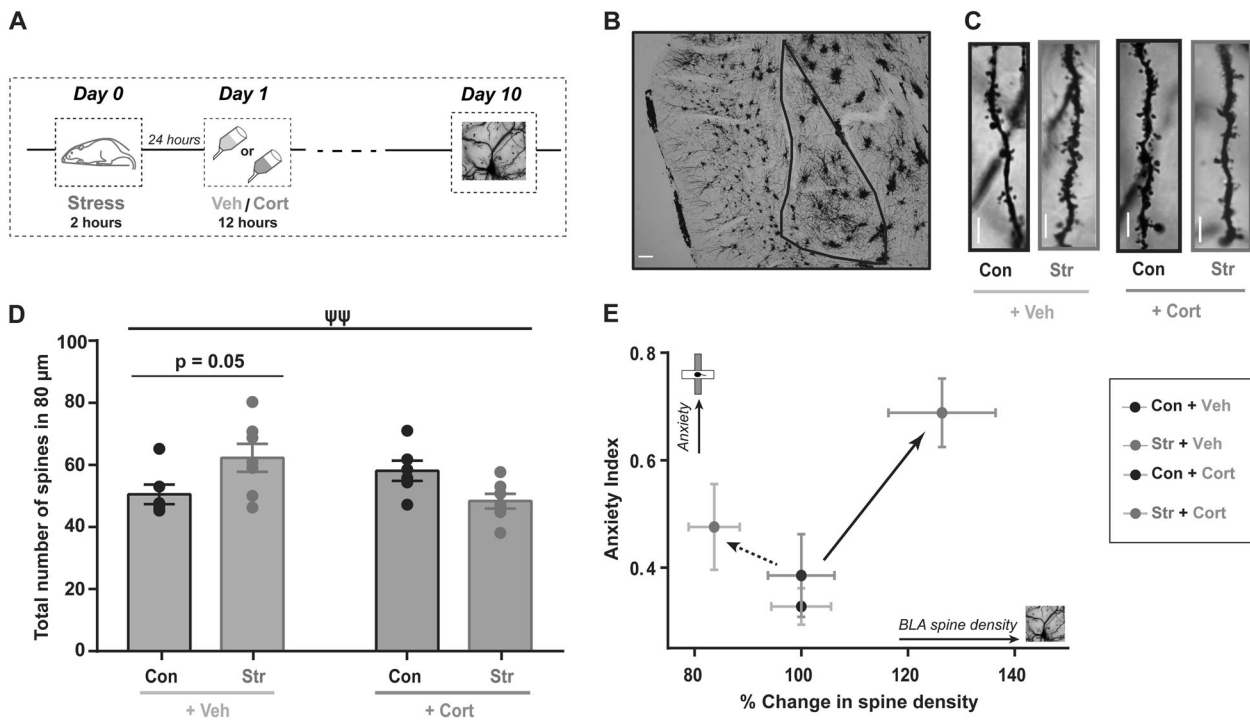 A
Day 0
Day 1
Day 10
24 hours
or
Stress
2 hours
Veh / Cort
12 hours
B
C
Con
Str
Con
Str
+ Veh
+ Cort
D
ψψ
p = 0.05
Total number of spines in 80 μm
100
80
60
40
20
0
Con
Str
Con
Str
+ Veh
+ Cort
E
Anxiety Index
0.8
0.6
0.4
Anxiety
BLA spine density
80
100
120
140
% Change in spine density
Con + Veh
Str + Veh
Con + Cort
Str + Cort